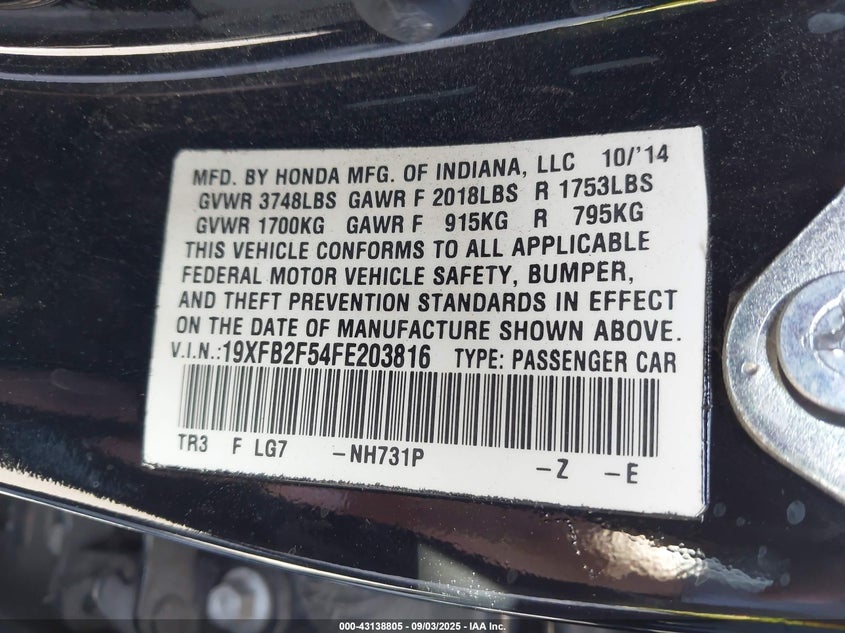 MFD. BY HONDA MFG. OF INDIANA, LLC 10/'14
GVWR 3748LBS GAWR F 2018LBS R 1753LBS
GVWR 1700KG GAWR F 915KG R 795KG
THIS VEHICLE CONFORMS TO ALL APPLICABLE
FEDERAL MOTOR VEHICLE SAFETY, BUMPER,
AND THEFT PREVENTION STANDARDS IN EFFECT
ON THE DATE OF MANUFACTURE SHOWN ABOVE.
V.I.N.:19XFB2F54FE203816 TYPE: PASSENGER CAR
TR3 F LG7 -NH731P -Z -E
000-43138805 - 09/03/2025 - IAA Inc.